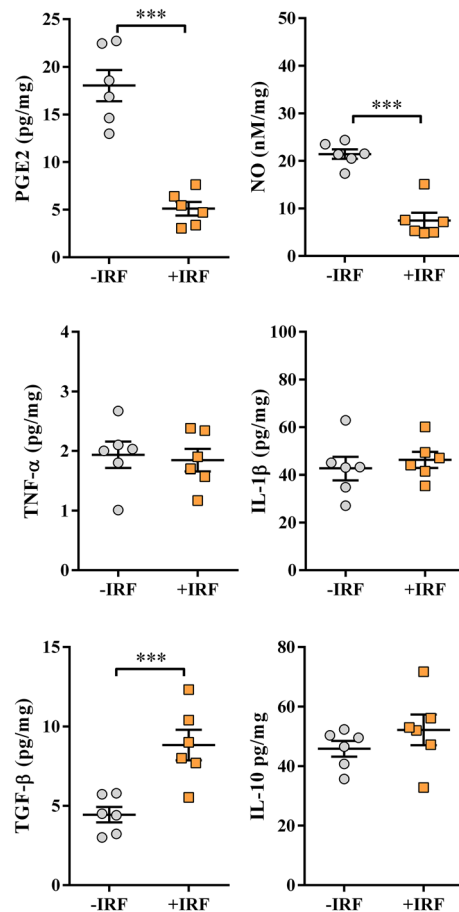 ***
PGE2 (pg/mg)
25
20
15
10
5
0
-IRF +IRF
***
NO (nM/mg)
50
40
30
20
10
0
-IRF +IRF
TNF-α (pg/mg)
4
3
2
1
0
-IRF +IRF
IL-1β (pg/mg)
100
80
60
40
20
0
-IRF +IRF
***
TGF-β (pg/mg)
15
10
5
0
-IRF +IRF
IL-10 pg/mg)
80
60
40
20
0
-IRF +IRF